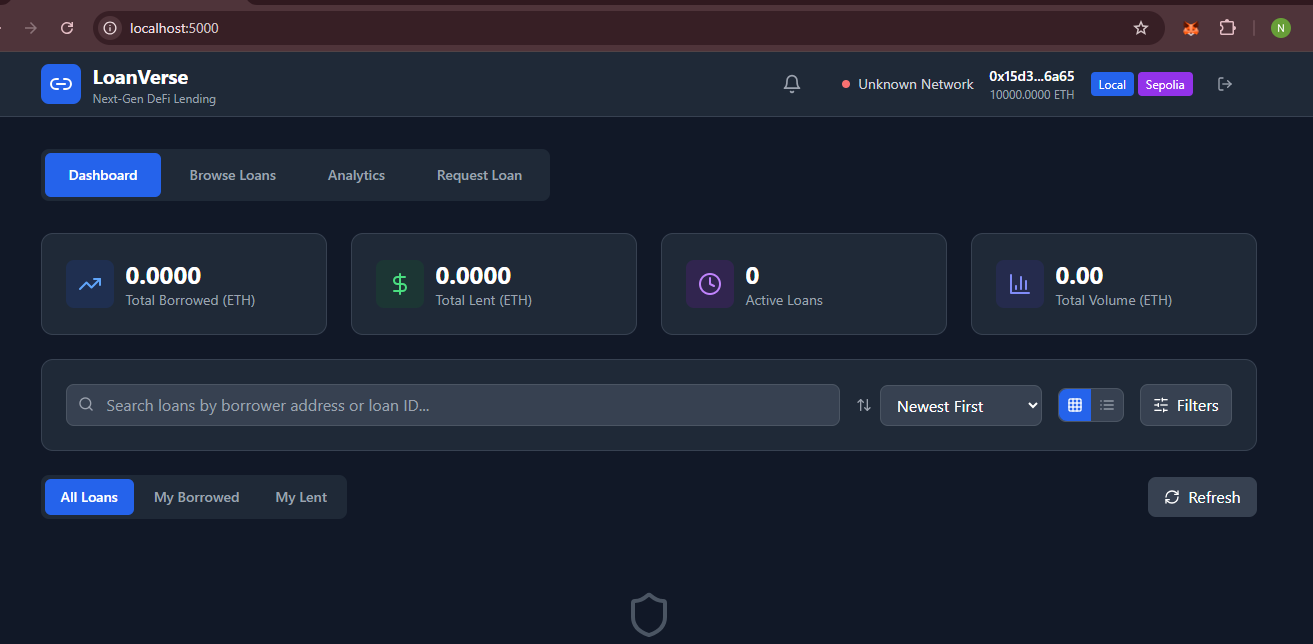 localhost:5000
N
LoanVerse
Next-Gen DeFi Lending
Unknown Network
0x15d3...6a65
10000.0000 ETH
Local
Sepolia
Dashboard
Browse Loans
Analytics
Request Loan
0.0000
Total Borrowed (ETH)
0.0000
Total Lent (ETH)
0
Active Loans
0.00
Total Volume (ETH)
Search loans by borrower address or loan ID...
Newest First
Filters
All Loans
My Borrowed
My Lent
Refresh